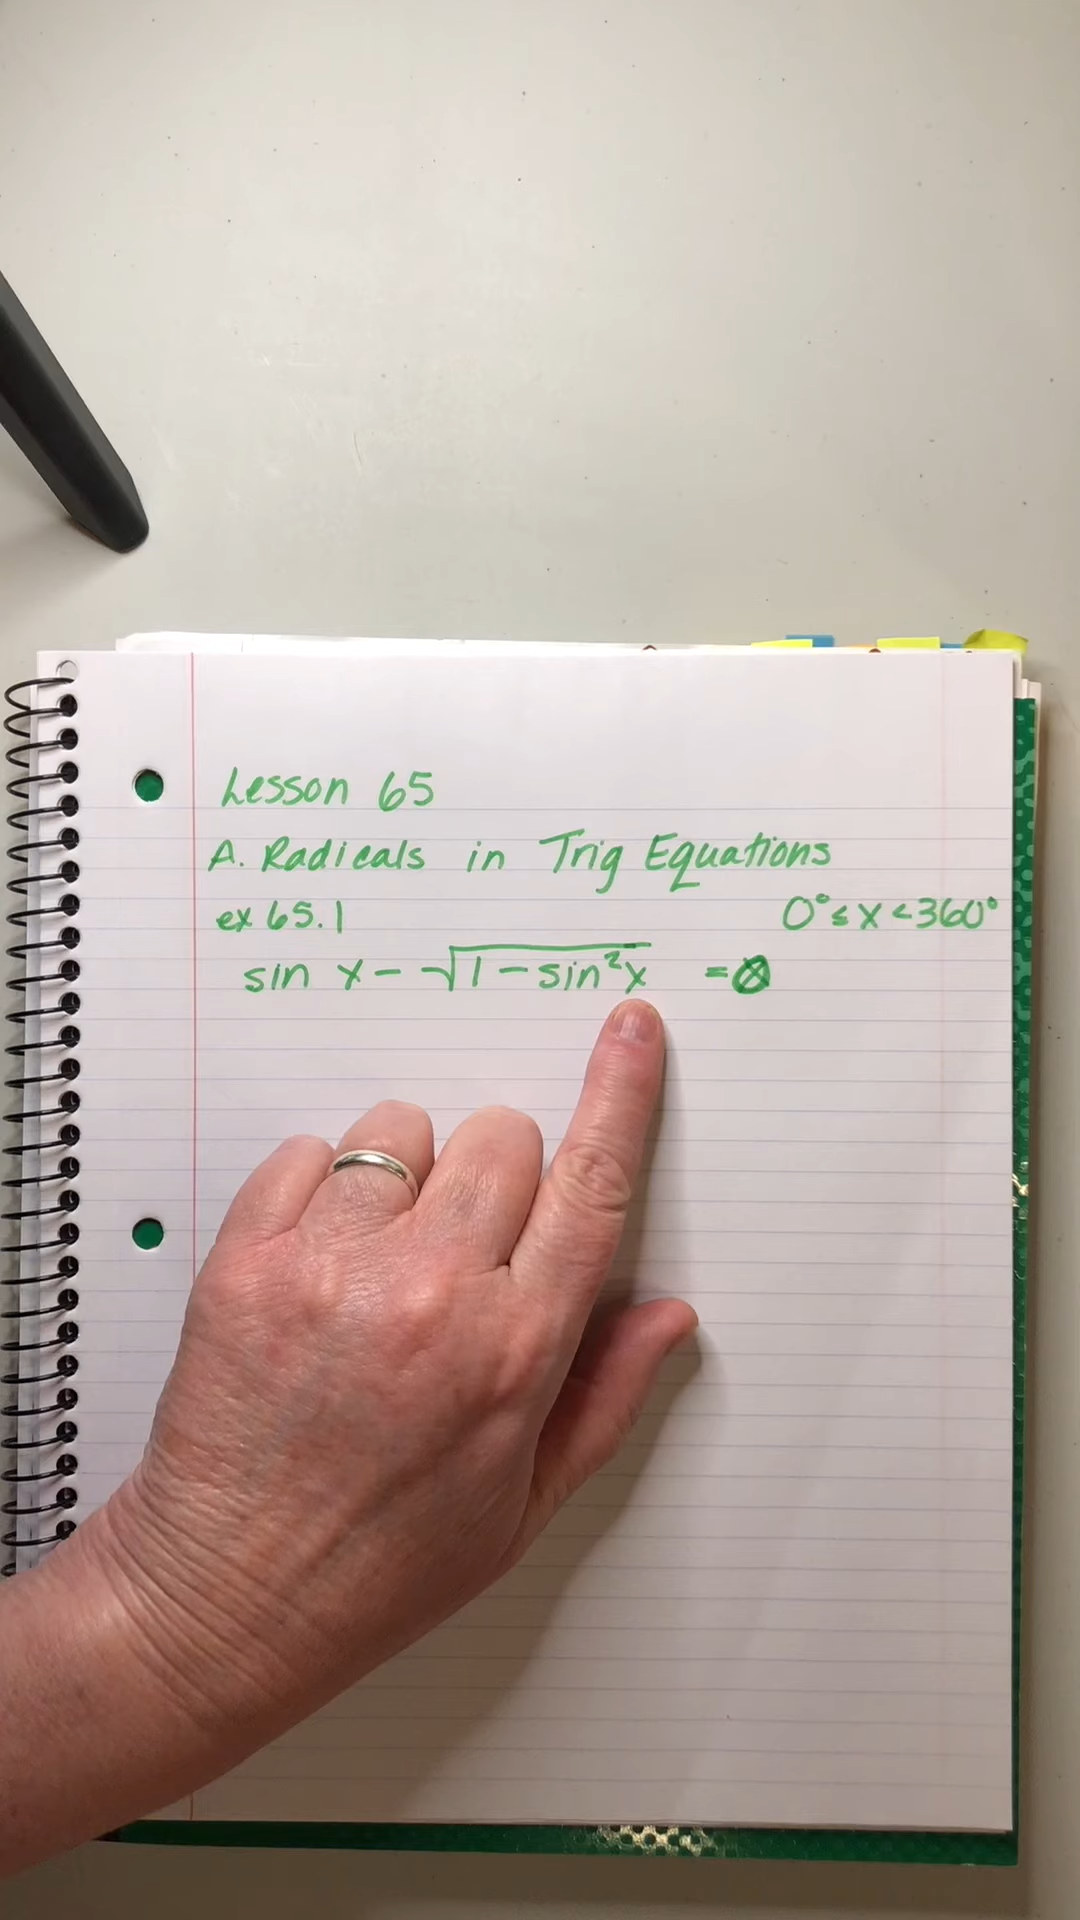 Lesson 65
A. Radicals in Trig Equations
ex 65.1 0° ≤ x < 360°
sin x - √(1 - sin²x) = 0